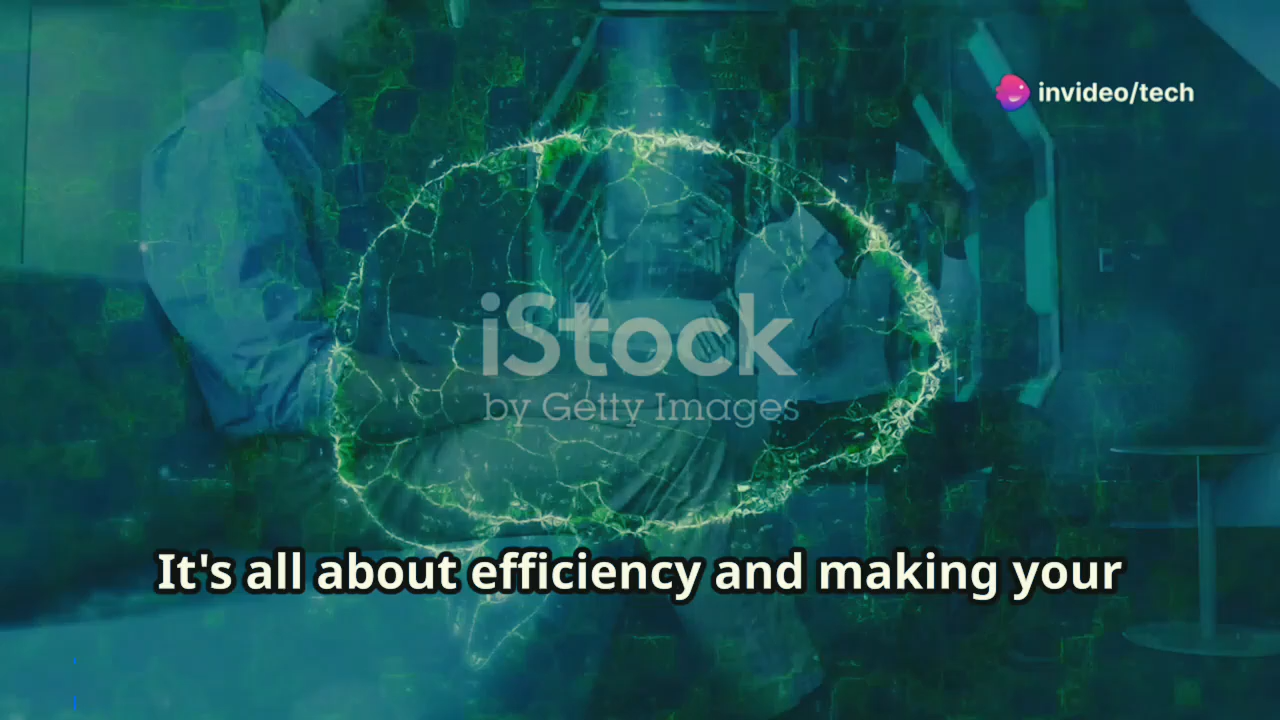 invideo/tech
iStock
by Getty Images
It's all about efficiency and making your